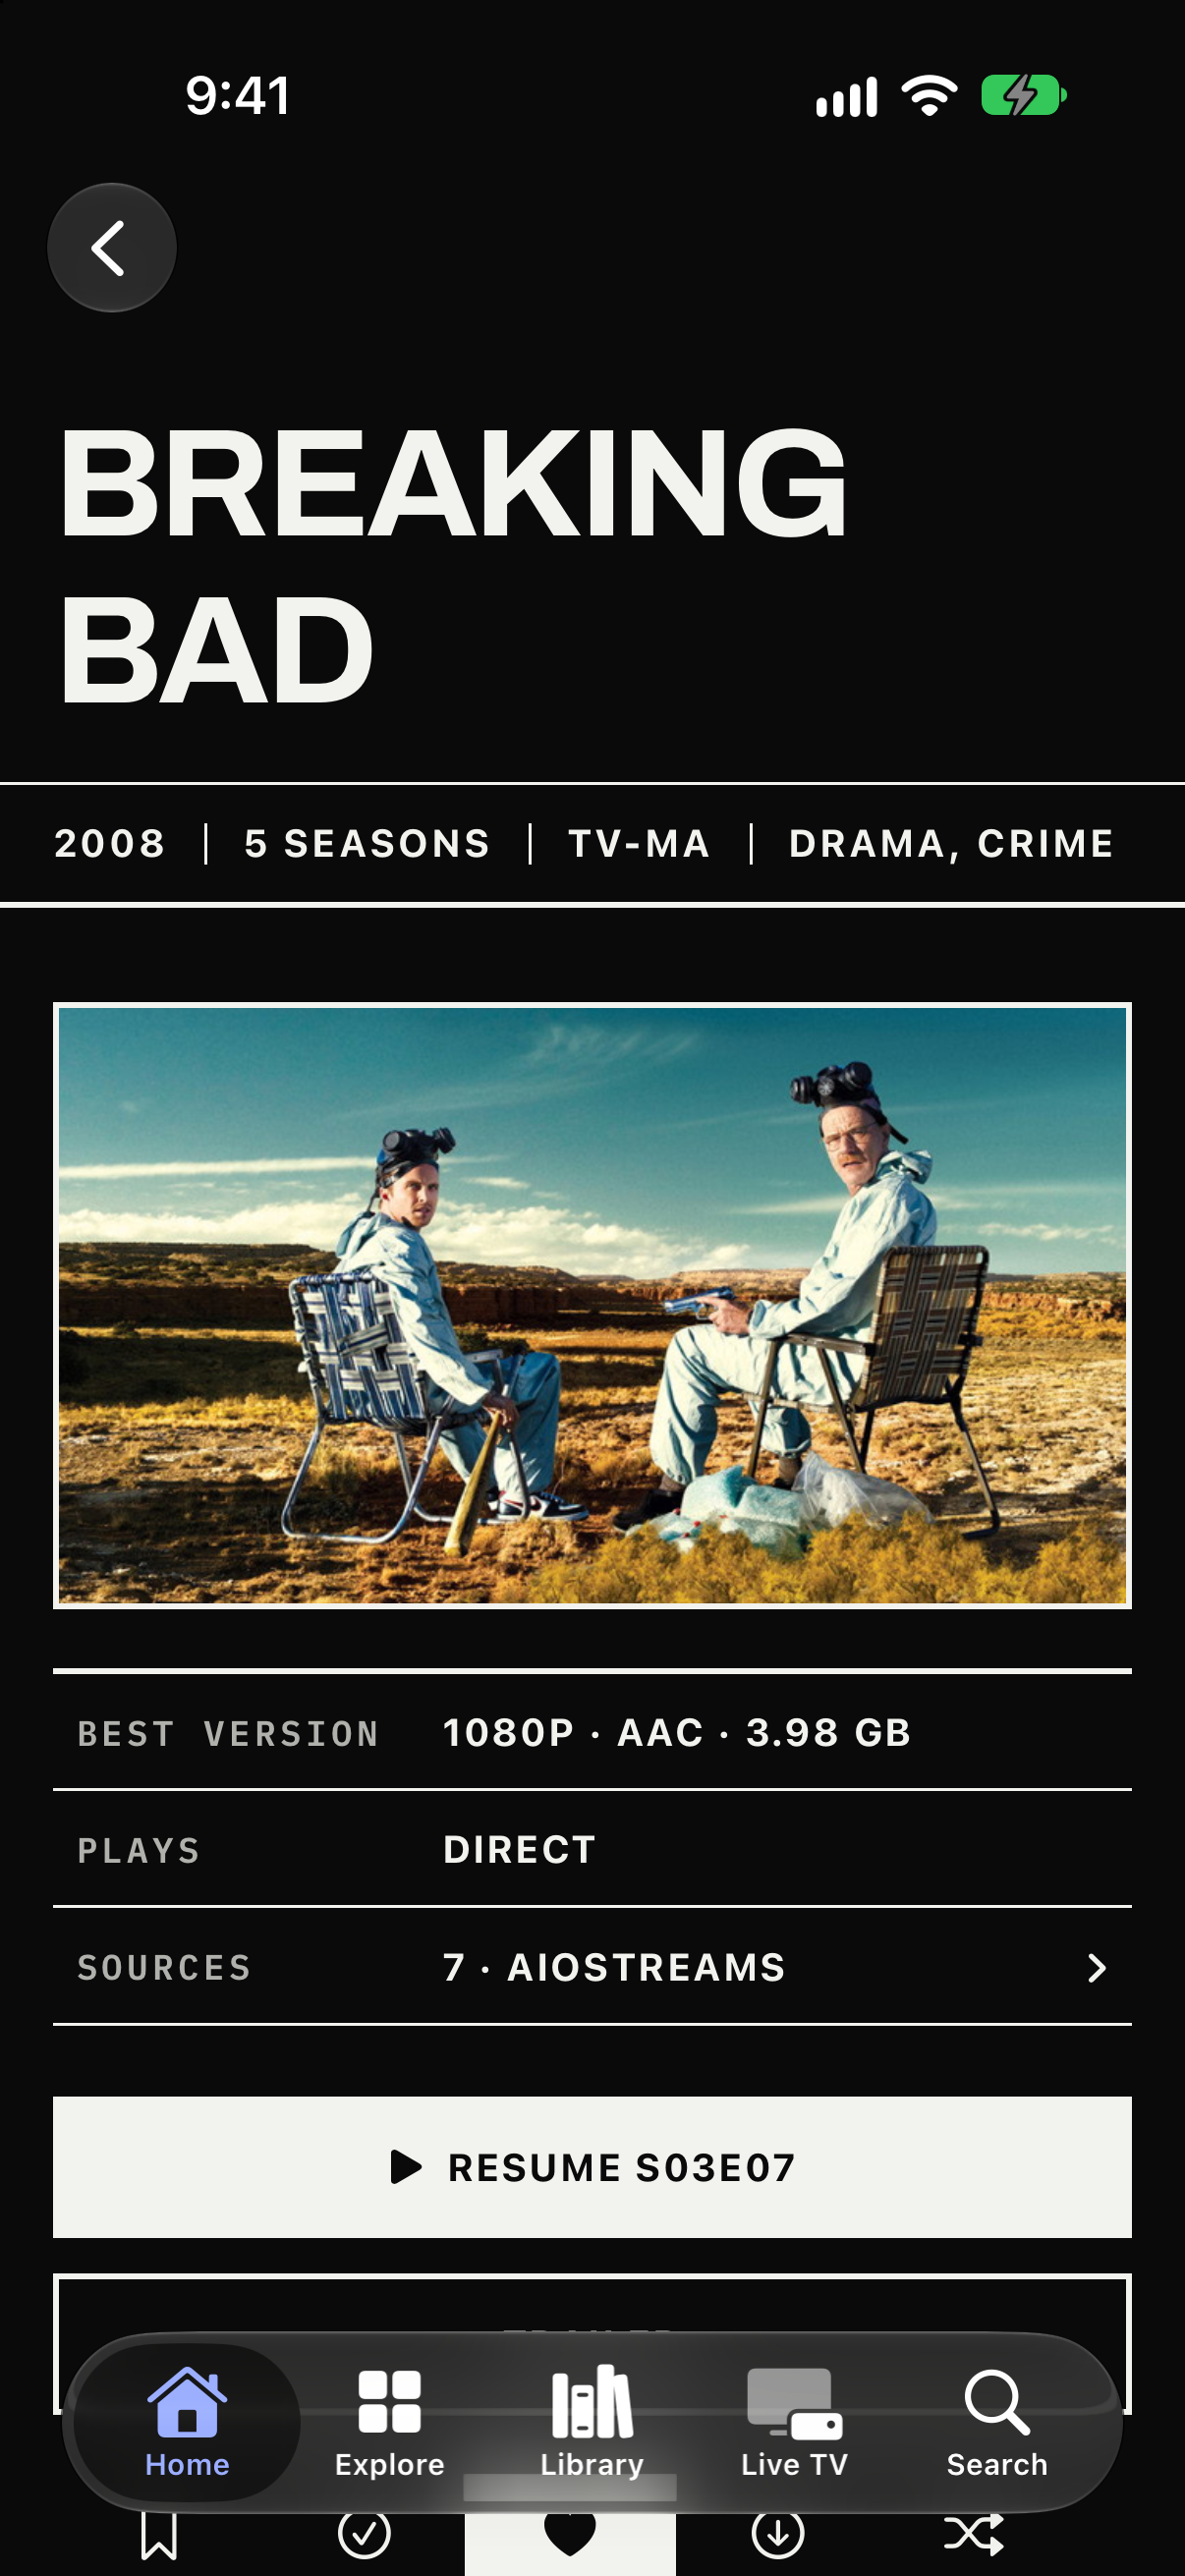 9:41
BREAKING
BAD
2008 | 5 SEASONS | TV-MA | DRAMA, CRIME
BEST VERSION 1080P · AAC · 3.98 GB
PLAYS DIRECT
SOURCES 7 · AIOSTREAMS
RESUME S03E07
Home Explore Library Live TV Search